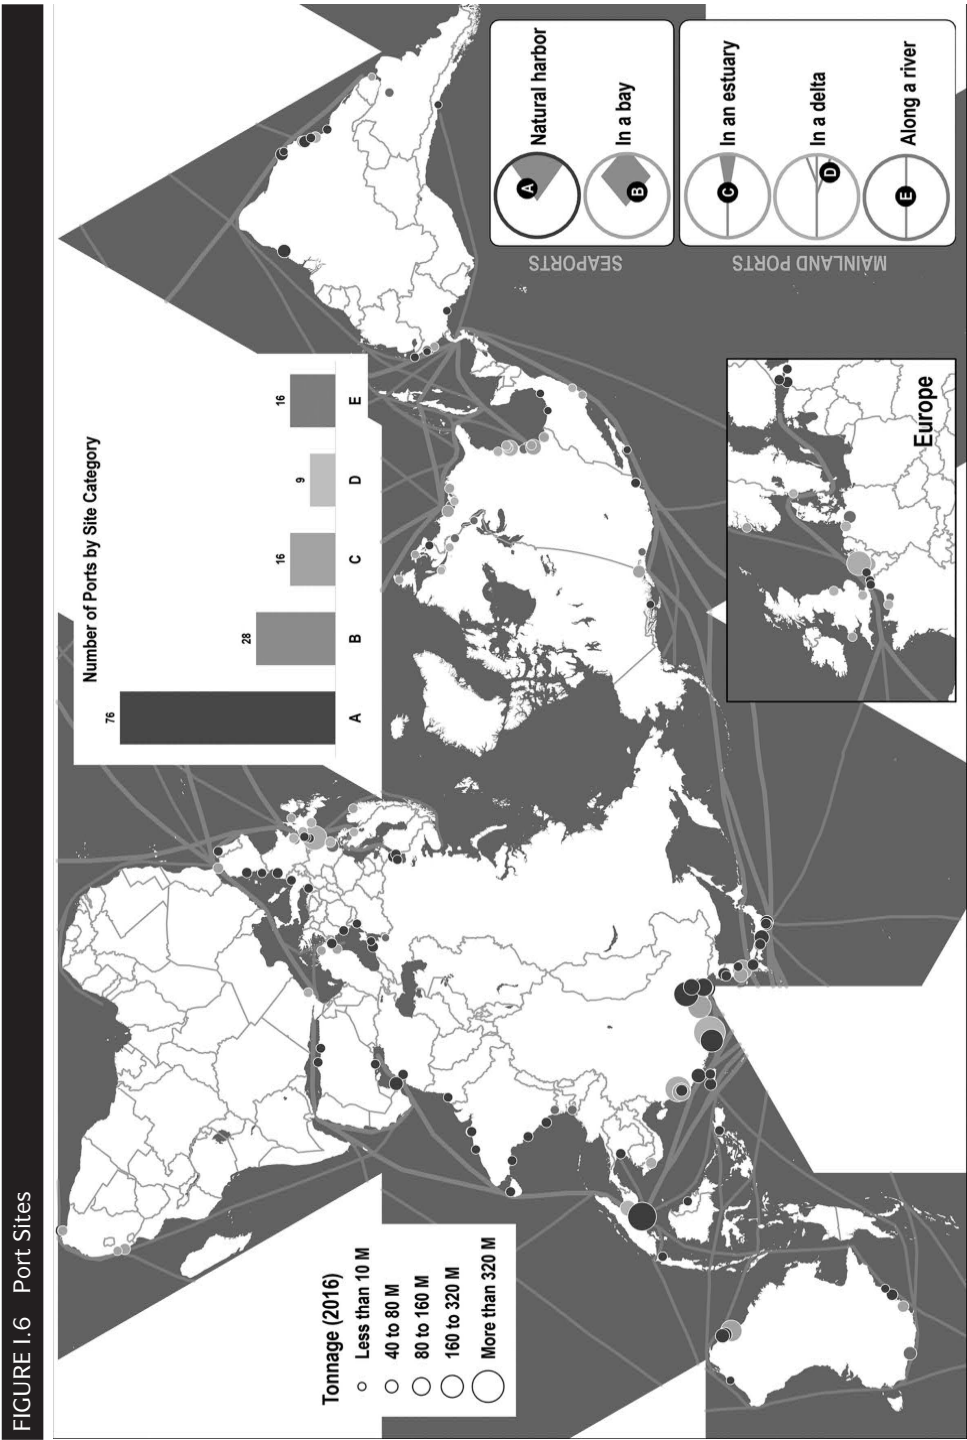 FIGURE I.6 Port Sites
Number of Ports by Site Category
76
28
16
9
16
A
B
C
D
E
Tonnage (2016)
Less than 10 M
40 to 80 M
80 to 160 M
160 to 320 M
More than 320 M
Europe
SEAPORTS
A
Natural harbor
B
In a bay
MAINLAND PORTS
C
In an estuary
D
In a delta
E
Along a river